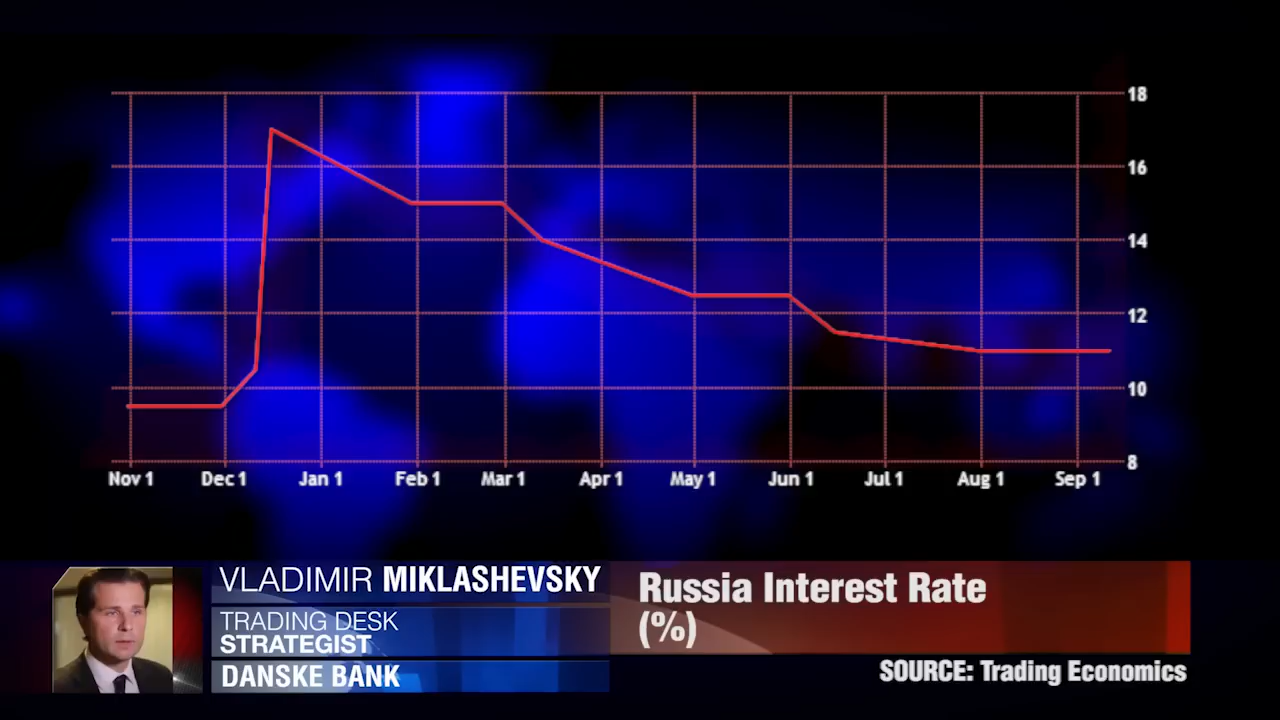 18
16
14
12
10
8
Nov 1 Dec 1 Jan 1 Feb 1 Mar 1 Apr 1 May 1 Jun 1 Jul 1 Aug 1 Sep 1
VLADIMIR MIKLASHEVSKY
TRADING DESK
STRATEGIST
DANSKE BANK
Russia Interest Rate
(%)
SOURCE: Trading Economics